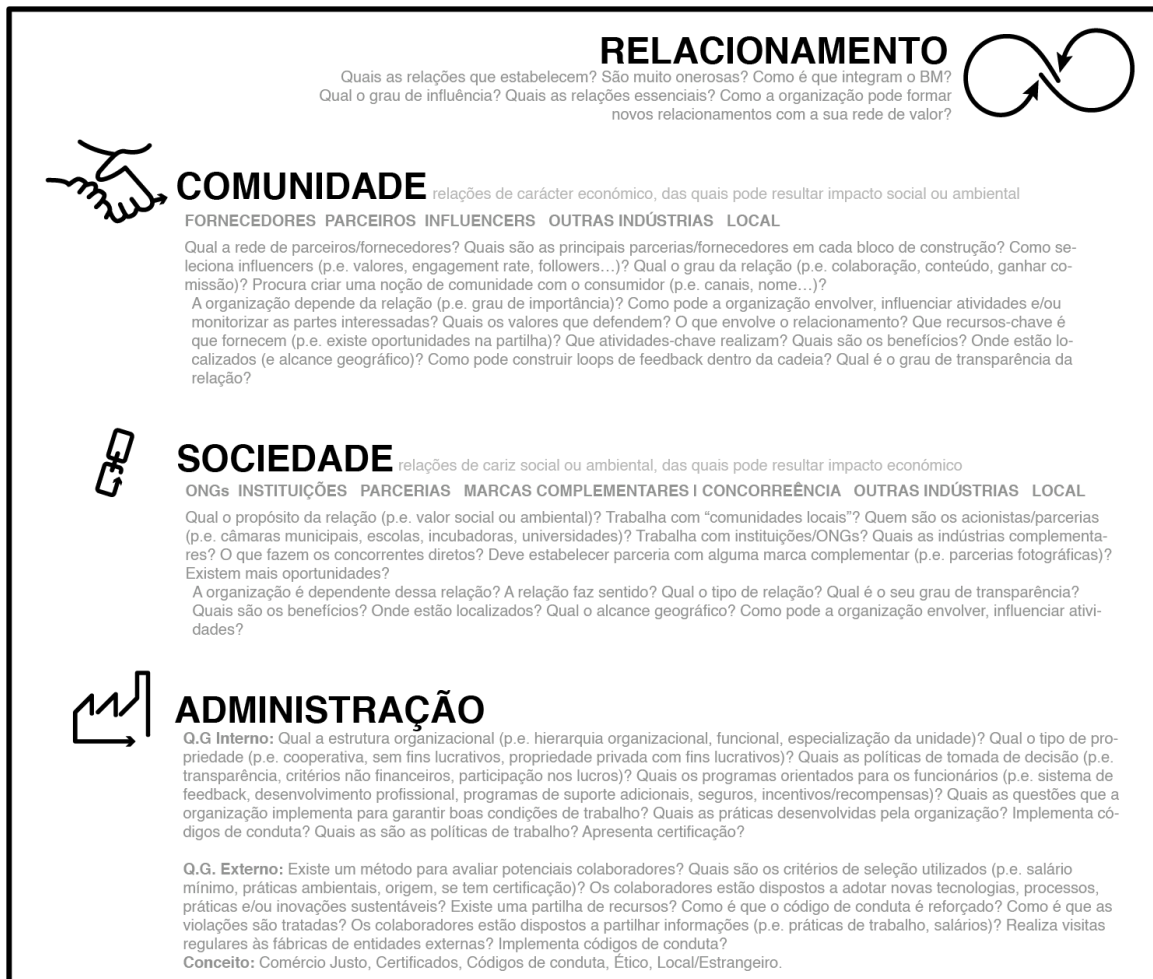 RELACIONAMENTO
Quais as relações que estabelecem? São muito onerosas? Como é que integram o BM?
Qual o grau de influência? Quais as relações essenciais? Como a organização pode formar
novos relacionamentos com a sua rede de valor?
COMUNIDADE relações de carácter económico, das quais pode resultar impacto social ou ambiental
FORNECEDORES PARCEIROS INFLUENCERS OUTRAS INDÚSTRIAS LOCAL
Qual a rede de parceiros/fornecedores? Quais são as principais parcerias/fornecedores em cada bloco de construção? Como se-
leciona influencers (p.e. valores, engagement rate, followers…)? Qual o grau da relação (p.e. colaboração, conteúdo, ganhar co-
missão)? Procura criar uma noção de comunidade com o consumidor (p.e. canais, nome…)?
A organização depende da relação (p.e. grau de importância)? Como pode a organização envolver, influenciar atividades e/ou
monitorizar as partes interessadas? Quais os valores que defendem? O que envolve o relacionamento? Que recursos-chave é
que fornecem (p.e. existe oportunidades na partilha)? Que atividades-chave realizam? Quais são os benefícios? Onde estão lo-
calizados (e alcance geográfico)? Como pode construir loops de feedback dentro da cadeia? Qual é o grau de transparência da
relação?
SOCIEDADE relações de cariz social ou ambiental, das quais pode resultar impacto económico
ONGs INSTITUIÇÕES PARCERIAS MARCAS COMPLEMENTARES I CONCORREÊNCIA OUTRAS INDÚSTRIAS LOCAL
Qual o propósito da relação (p.e. valor social ou ambiental)? Trabalha com “comunidades locais”? Quem são os acionistas/parcerias
(p.e. câmaras municipais, escolas, incubadoras, universidades)? Trabalha com instituições/ONGs? Quais as indústrias complementa-
res? O que fazem os concorrentes diretos? Deve estabelecer parceria com alguma marca complementar (p.e. parcerias fotográficas)?
Existem mais oportunidades?
A organização é dependente dessa relação? A relação faz sentido? Qual o tipo de relação? Qual é o seu grau de transparência?
Quais são os benefícios? Onde estão localizados? Qual o alcance geográfico? Como pode a organização envolver, influenciar ativi-
dades?
ADMINISTRAÇÃO
Q.G Interno: Qual a estrutura organizacional (p.e. hierarquia organizacional, funcional, especialização da unidade)? Qual o tipo de pro-
priedade (p.e. cooperativa, sem fins lucrativos, propriedade privada com fins lucrativos)? Quais as políticas de tomada de decisão (p.e.
transparência, critérios não financeiros, participação nos lucros)? Quais os programas orientados para os funcionários (p.e. sistema de
feedback, desenvolvimento profissional, programas de suporte adicionais, seguros, incentivos/recompensas)? Quais as questões que a
organização implementa para garantir boas condições de trabalho? Quais as práticas desenvolvidas pela organização? Implementa có-
digos de conduta? Quais as são as políticas de trabalho? Apresenta certificação?
Q.G. Externo: Existe um método para avaliar potenciais colaboradores? Quais são os critérios de seleção utilizados (p.e. salário
mínimo, práticas ambientais, origem, se tem certificação)? Os colaboradores estão dispostos a adotar novas tecnologias, processos,
práticas e/ou inovações sustentáveis? Existe uma partilha de recursos? Como é que o código de conduta é reforçado? Como é que as
violações são tratadas? Os colaboradores estão dispostos a partilhar informações (p.e. práticas de trabalho, salários)? Realiza visitas
regulares às fábricas de entidades externas? Implementa códigos de conduta?
Conceito: Comércio Justo, Certificados, Códigos de conduta, Ético, Local/Estrangeiro.